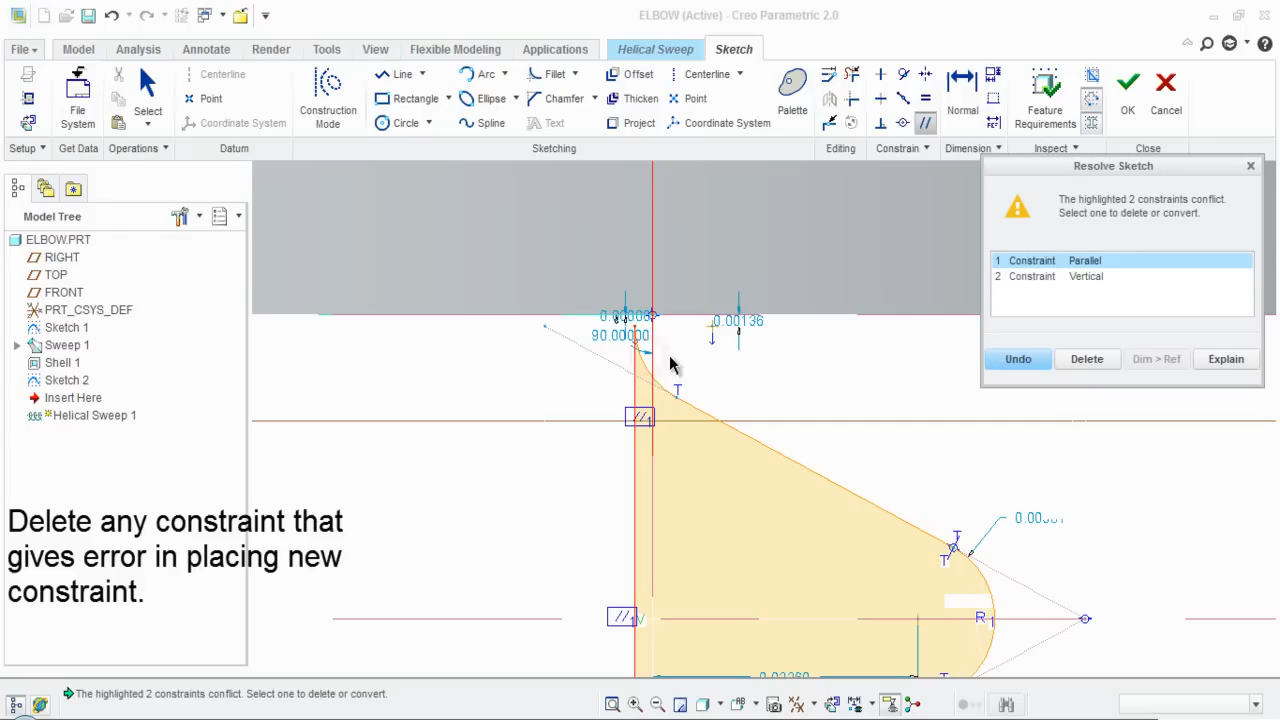 ELBOW (Active) - Creo Parametric 2.0
File Model Analysis Annotate Render Tools View Flexible Modeling Applications Helical Sweep Sketch
Centerline Line Arc Fillet Offset Centerline
Point Rectangle Ellipse Chamfer Thicken Point
Coordinate System Circle Spline Text Project Coordinate System
File System Select Construction Mode Palette Normal Feature Requirements OK Cancel
Setup Get Data Operations Datum Sketching Editing Constrain Dimension Inspect Close
Resolve Sketch
The highlighted 2 constraints conflict.
Select one to delete or convert.
1 Constraint Parallel
2 Constraint Vertical
Undo Delete Dim > Ref Explain
Model Tree
ELBOW.PRT
RIGHT
TOP
FRONT
PRT_CSYS_DEF
Sketch 1
Sweep 1
Shell 1
Sketch 2
Insert Here
Helical Sweep 1
0.00136
90.00000
T
//1
T
T
//1
V
R1
T
Delete any constraint that
gives error in placing new
constraint.
The highlighted 2 constraints conflict. Select one to delete or convert.